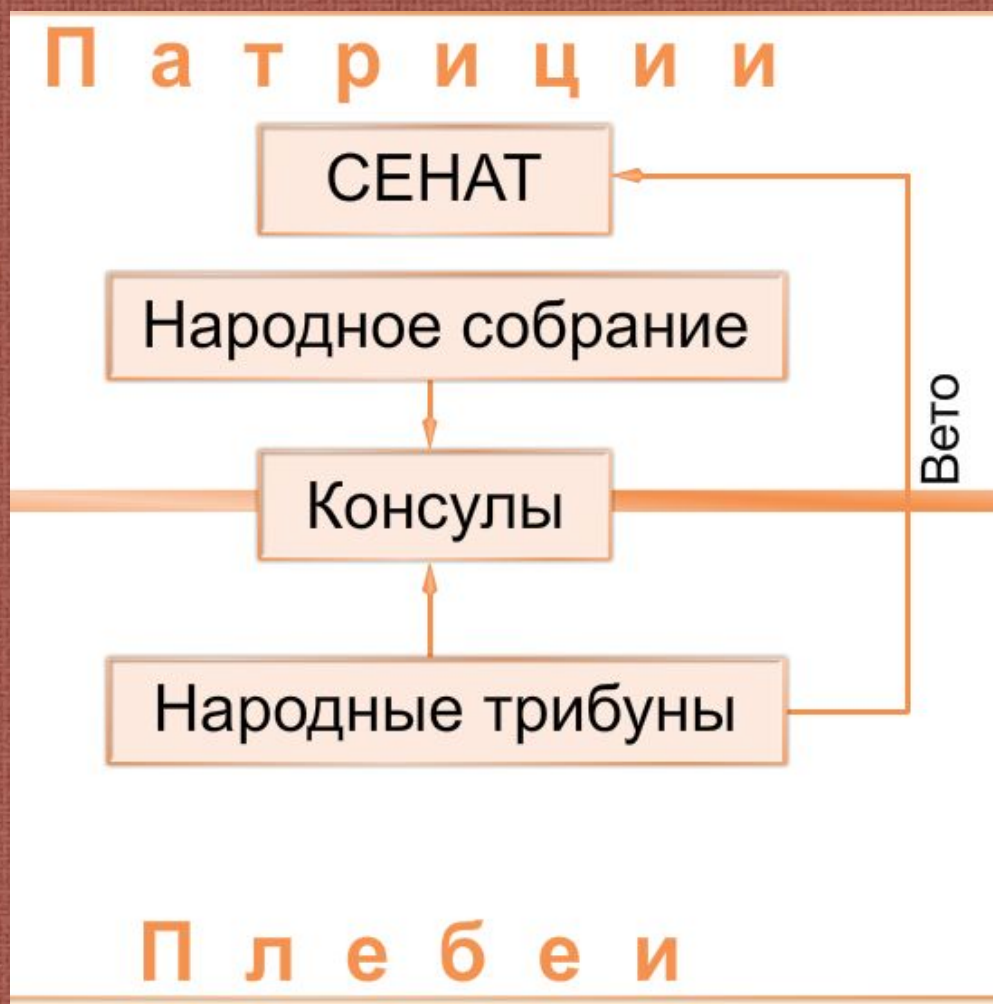 Патриции
СЕНАТ
Народное собрание
Вето
Консулы
Народные трибуны
Плебеи